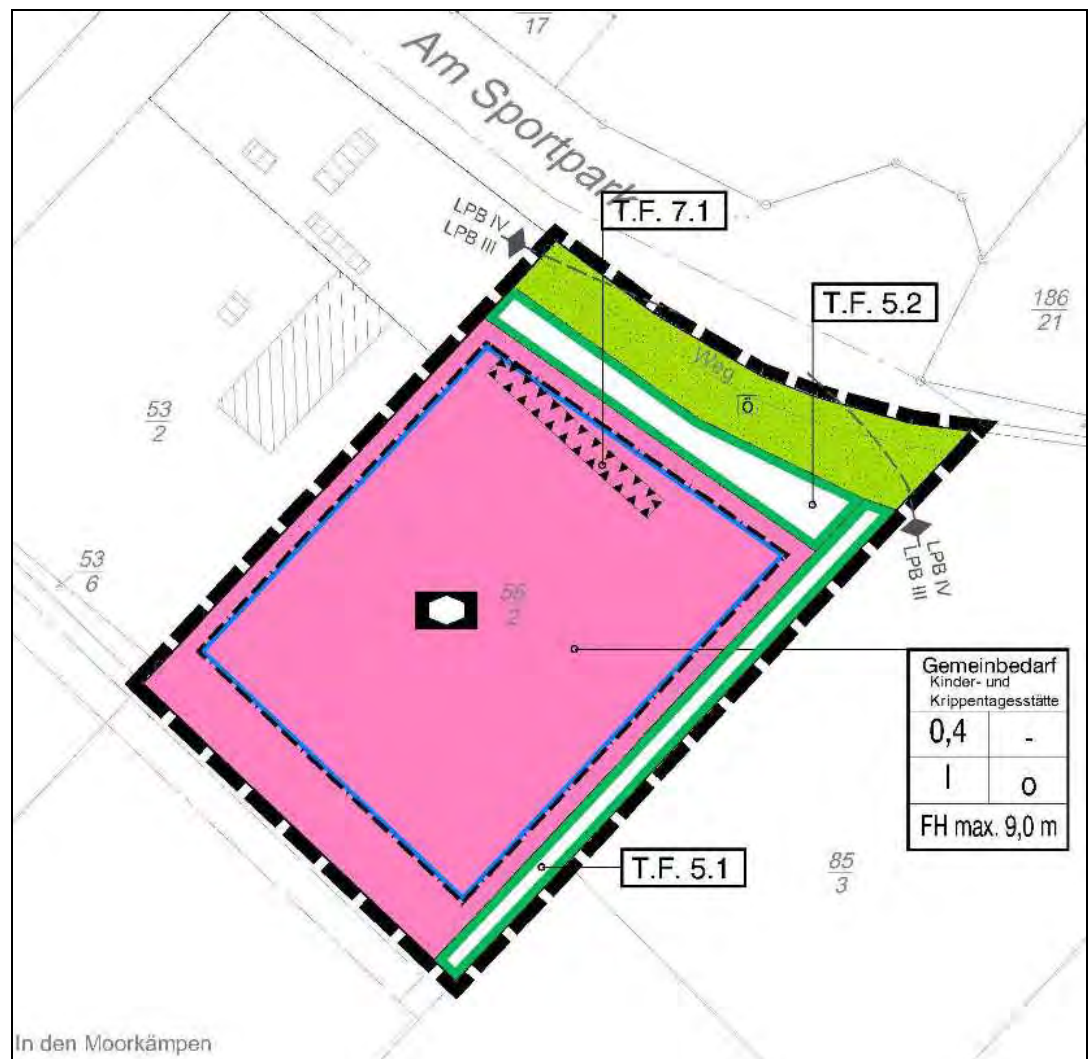 17
Am Sportpark
LPB IV
LPB III
T.F. 7.1
T.F. 5.2
186
21
Weg
ö
53
2
53
6
LPB IV
LPB III
Gemeinbedarf
Kinder- und
Krippentagesstätte
0,4 -
I o
FH max. 9,0 m
T.F. 5.1
85
3
In den Moorkämpen